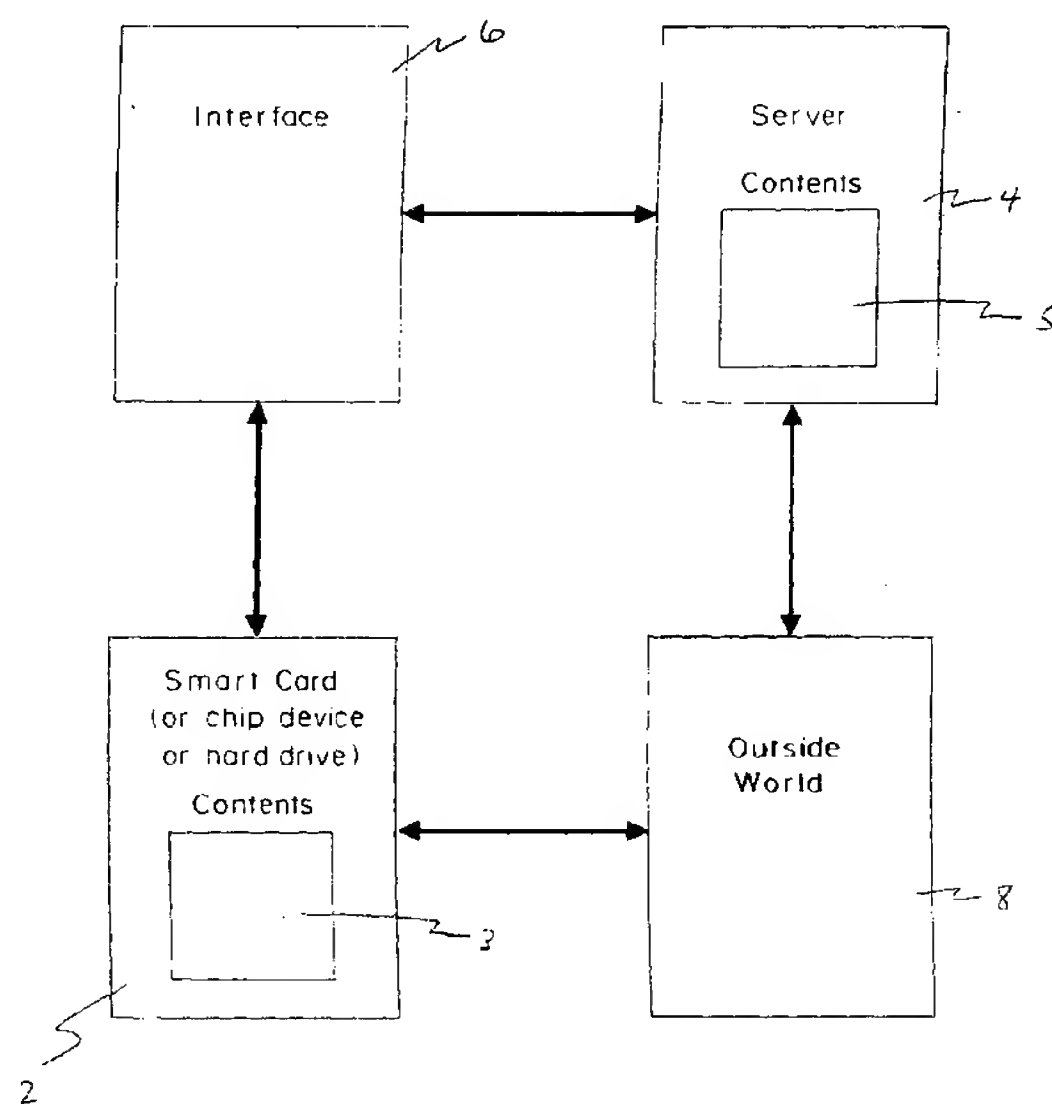 6
Interface
Server
Contents
4
5
Smart Card
(or chip device
or hard drive)
Contents
3
2
Outside
World
8